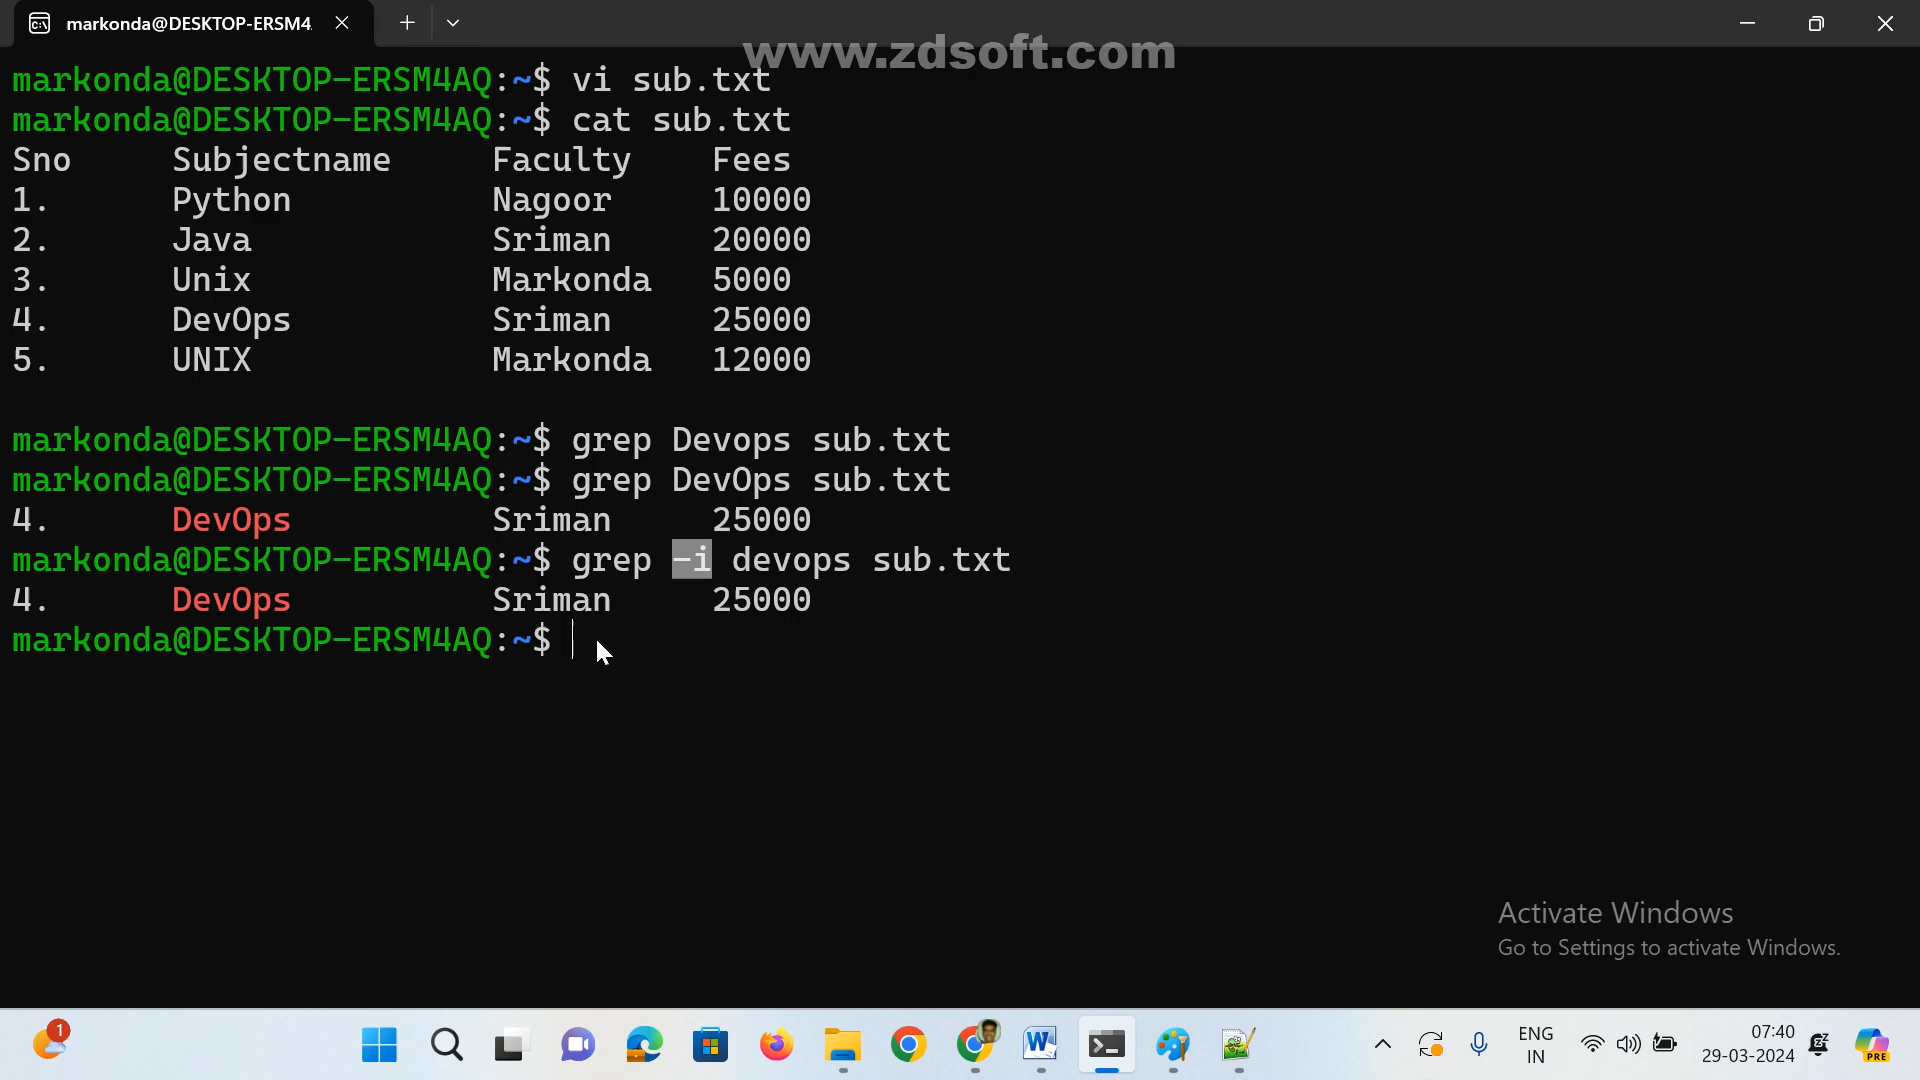 markonda@DESKTOP-ERSM4
www.zdsoft.com
markonda@DESKTOP-ERSM4AQ:~$ vi sub.txt
markonda@DESKTOP-ERSM4AQ:~$ cat sub.txt
Sno Subjectname Faculty Fees
1. Python Nagoor 10000
2. Java Sriman 20000
3. Unix Markonda 5000
4. DevOps Sriman 25000
5. UNIX Markonda 12000
markonda@DESKTOP-ERSM4AQ:~$ grep Devops sub.txt
markonda@DESKTOP-ERSM4AQ:~$ grep DevOps sub.txt
4. DevOps Sriman 25000
markonda@DESKTOP-ERSM4AQ:~$ grep -i devops sub.txt
4. DevOps Sriman 25000
markonda@DESKTOP-ERSM4AQ:~$
Activate Windows
Go to Settings to activate Windows.
1
ENG
IN
07:40
29-03-2024
PRE